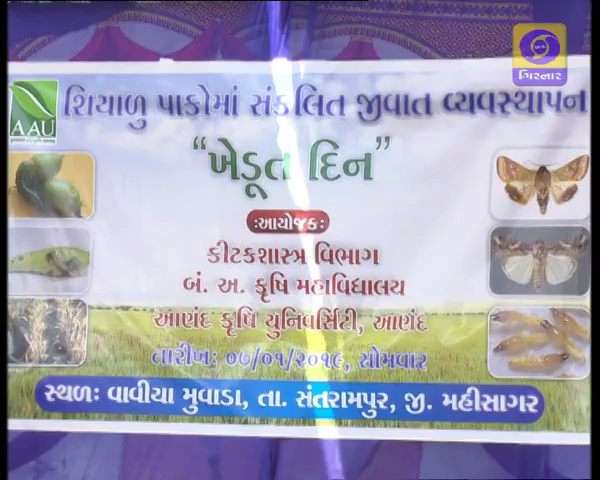 ગિરનાર
AAU
શિયાળુ પાકોમાં સંકલિત જીવાત વ્યવસ્થાપન
“ખેડૂત દિન”
:આયોજક:
કીટકશાસ્ત્ર વિભાગ
બં. અ. કૃષિ મહાવિદ્યાલય
આણંદ કૃષિ યુનિવર્સિટી, આણંદ
તારીખ: ૦૭/૦૧/૨૦૧૯, સોમવાર
સ્થળ: વાવીયા મુવાડા, તા. સંતરામપુર, જી. મહીસાગર